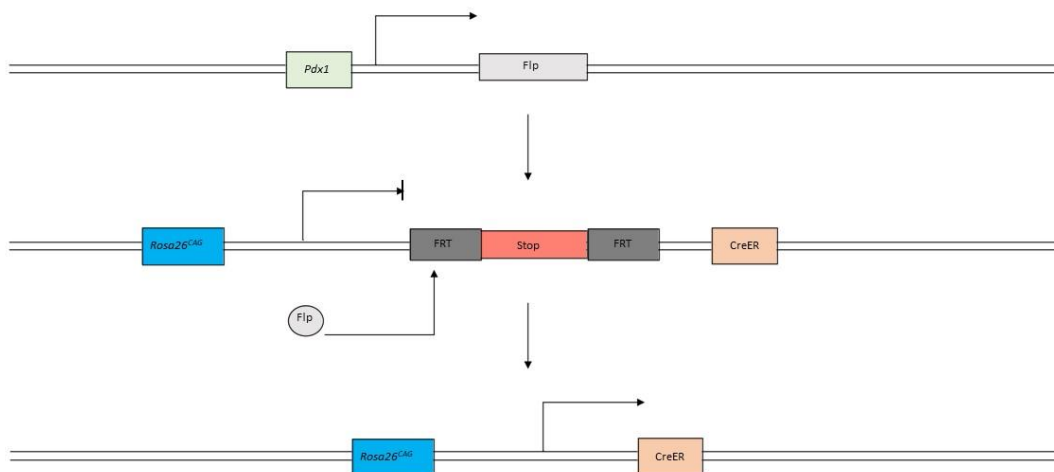 Pdx1
Flp
Rosa26CAG
FRT
Stop
FRT
CreER
Flp
Rosa26CAG
CreER